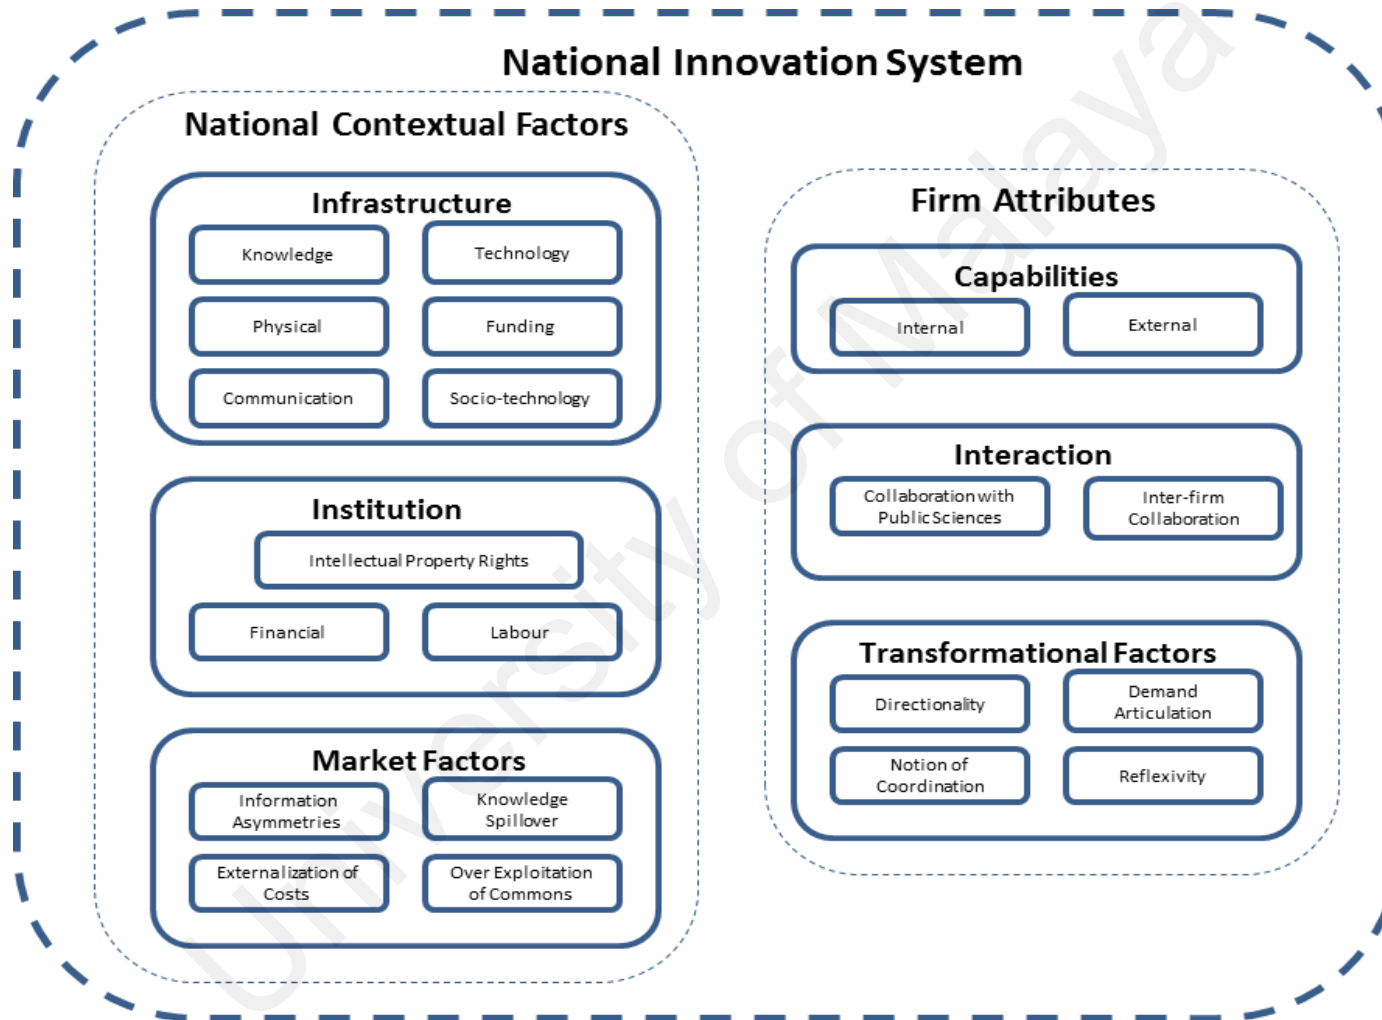 National Innovation System
National Contextual Factors
Infrastructure
Knowledge
Technology
Physical
Funding
Communication
Socio-technology
Institution
Intellectual Property Rights
Financial
Labour
Market Factors
Information
Asymmetries
Knowledge
Spillover
Externalization of
Costs
Over Exploitation
of Commons
Firm Attributes
Capabilities
Internal
External
Interaction
Collaboration with
Public Sciences
Inter-firm
Collaboration
Transformational Factors
Directionality
Demand
Articulation
Notion of
Coordination
Reflexivity
University of Malaya